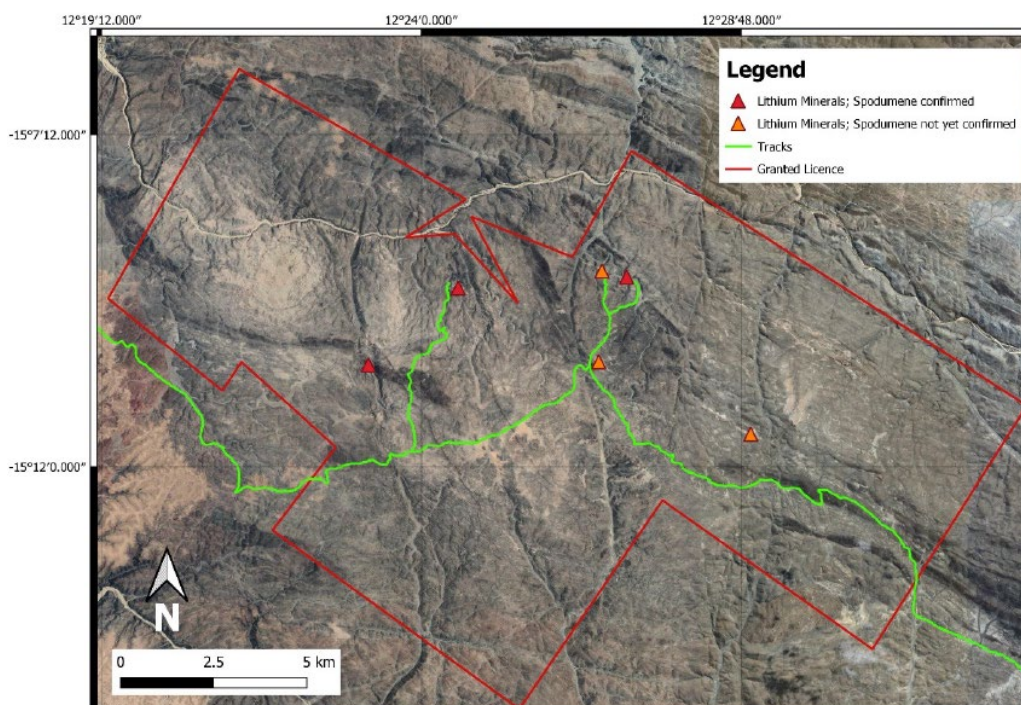 12°19'12.000" 12°24'0.000" 12°28'48.000"
Legend
Lithium Minerals; Spodumene confirmed
Lithium Minerals; Spodumene not yet confirmed
Tracks
Granted Licence
-15°7'12.000"
-15°12'0.000"
N
0 2.5 5 km